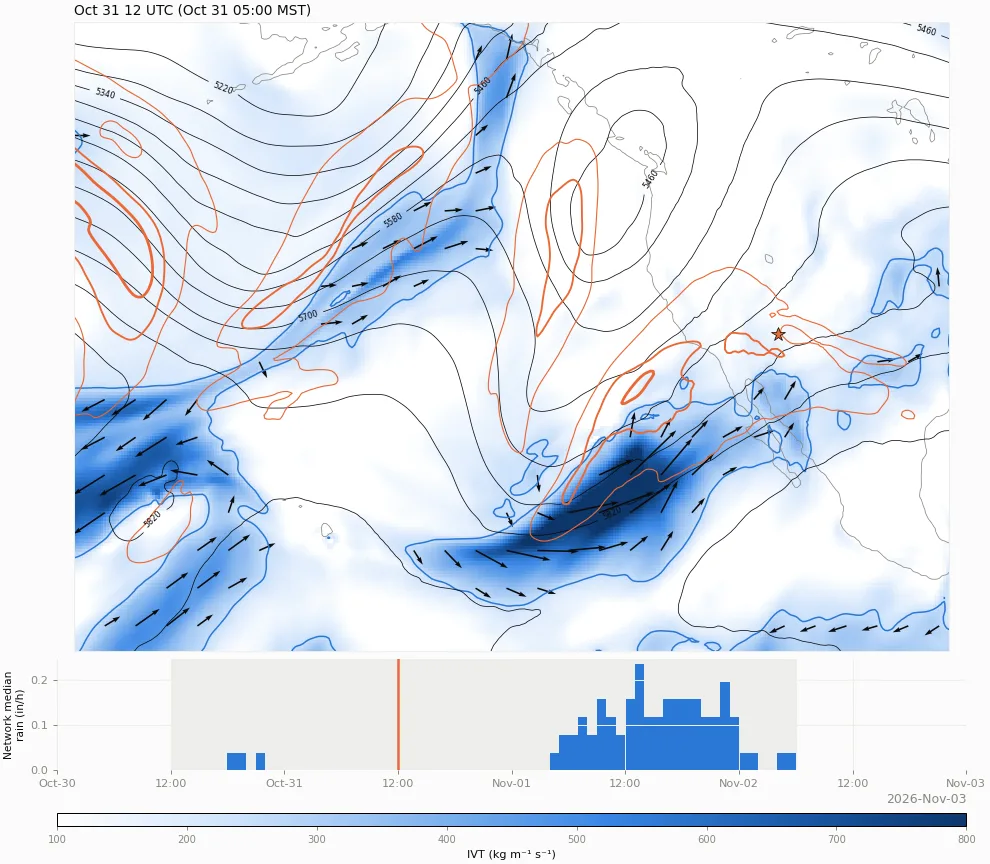 Oct 31 12 UTC (Oct 31 05:00 MST)
5460
5220
5340
5460
5460
5580
5700
5820
5820
Network median
rain (in/h)
0.2
0.1
0.0
Oct-30
12:00
Oct-31
12:00
Nov-01
12:00
Nov-02
12:00
Nov-03
2026-Nov-03
100
200
300
400
500
600
700
800
IVT (kg m⁻¹ s⁻¹)